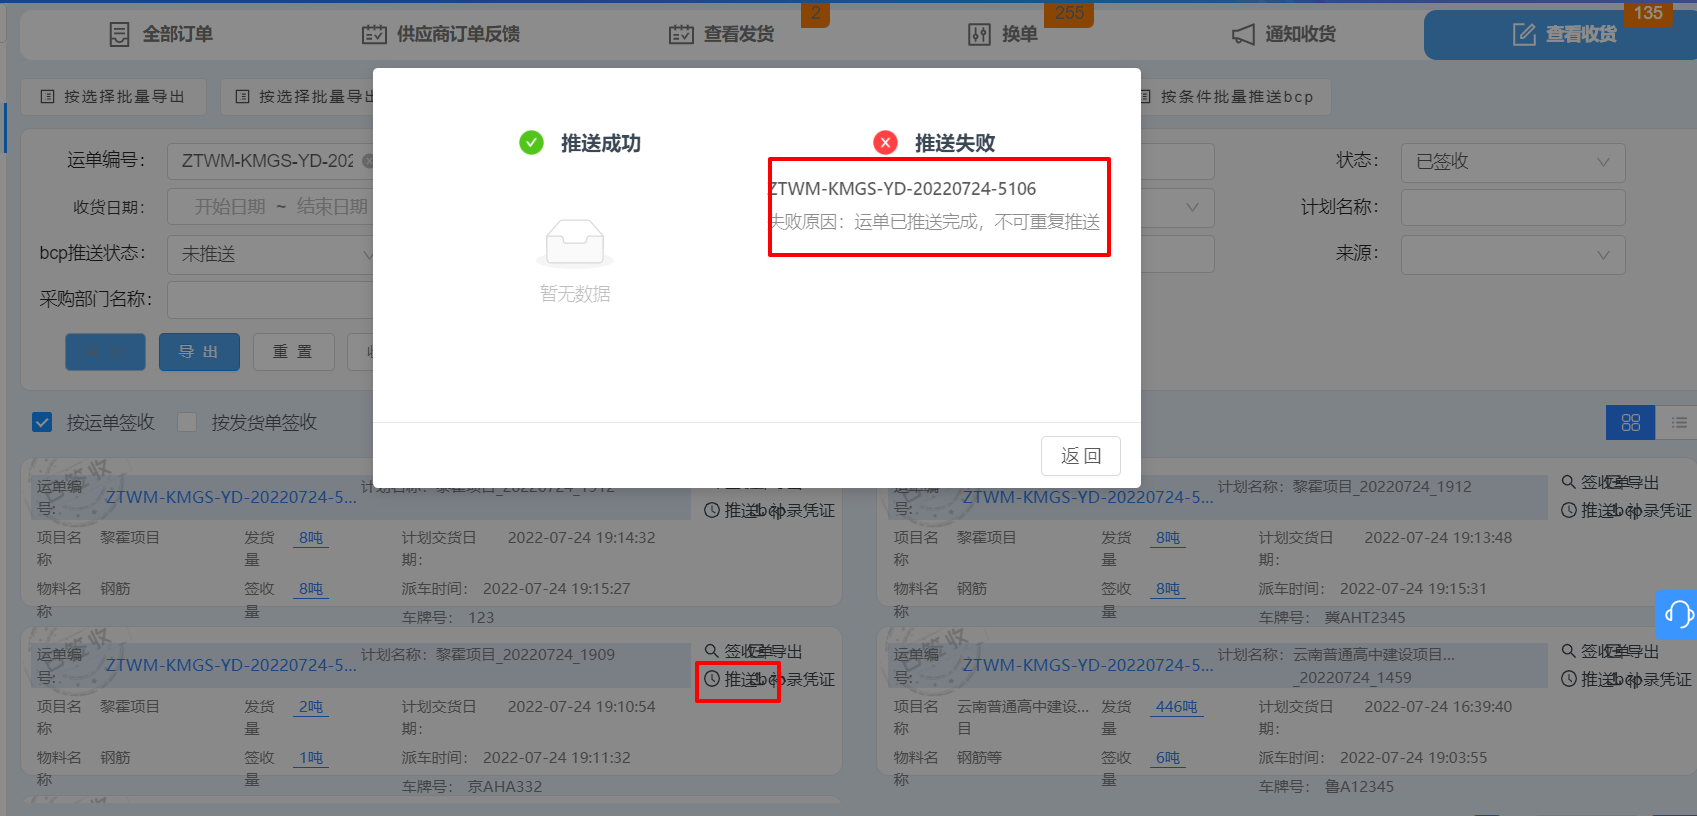 全部订单
供应商订单反馈
查看发货
2
换单
255
通知收货
查看收货
135
按选择批量导出
按选择批量导出
按条件批量推送bcp
运单编号：
ZTWM-KMGS-YD-202
状态：
已签收
收货日期：
开始日期 ~ 结束日期
计划名称：
bcp推送状态：
未推送
来源：
采购部门名称：
导 出
重 置
推送成功
暂无数据
推送失败
ZTWM-KMGS-YD-20220724-5106
失败原因：运单已推送完成，不可重复推送
返 回
按运单签收
按发货单签收
已签收
运单编号：
ZTWM-KMGS-YD-20220724-5...
计划名称：黎霍项目_20220724_1912
项目名称
黎霍项目
发货量
8吨
计划交货日期：
2022-07-24 19:14:32
物料名称
钢筋
签收量
8吨
派车时间：
2022-07-24 19:15:27
车牌号：
123
已签收
运单编号：
ZTWM-KMGS-YD-20220724-5...
计划名称：黎霍项目_20220724_1912
签收单导出
推送bcp
补录凭证
项目名称
黎霍项目
发货量
8吨
计划交货日期：
2022-07-24 19:13:48
物料名称
钢筋
签收量
8吨
派车时间：
2022-07-24 19:15:31
车牌号：
冀AHT2345
已签收
运单编号：
ZTWM-KMGS-YD-20220724-5...
计划名称：黎霍项目_20220724_1909
签收单导出
推送bcp
补录凭证
项目名称
黎霍项目
发货量
2吨
计划交货日期：
2022-07-24 19:10:54
物料名称
钢筋
签收量
1吨
派车时间：
2022-07-24 19:11:32
车牌号：
京AHA332
已签收
运单编号：
ZTWM-KMGS-YD-20220724-5...
计划名称：云南普通高中建设项目...
_20220724_1459
签收单导出
推送bcp
补录凭证
项目名称
云南普通高中建设...目
发货量
446吨
计划交货日期：
2022-07-24 16:39:40
物料名称
钢筋等
签收量
6吨
派车时间：
2022-07-24 19:03:55
车牌号：
鲁A12345